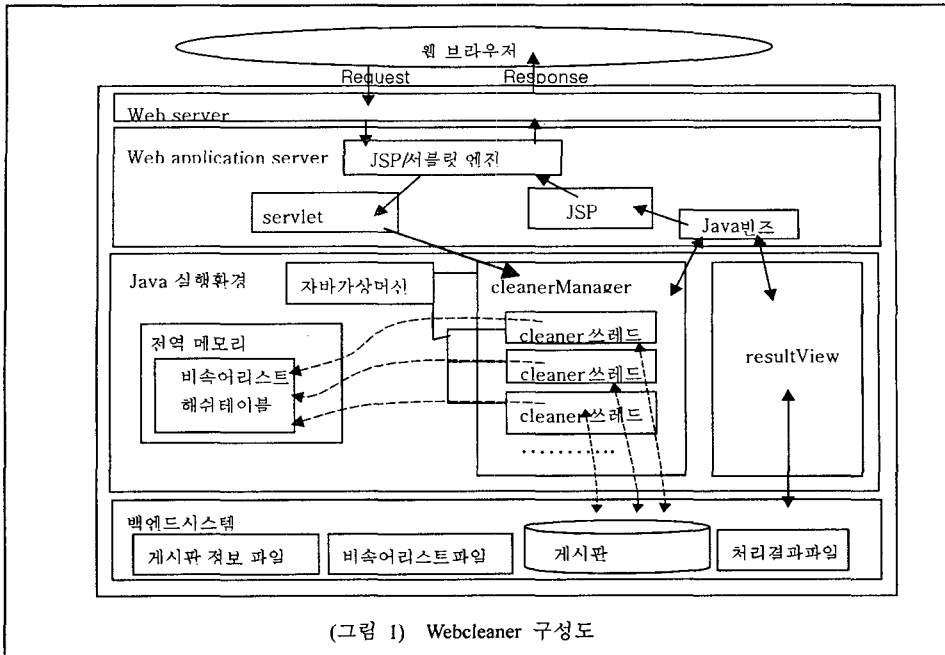 웹 브라우저
Request
Response
Web server
Web application server
JSP/서블릿 엔진
servlet
JSP
Java빈즈
Java 실행환경
자바가상머신
cleanerManager
전역 메모리
비속어리스트
해쉬테이블
cleaner쓰레드
cleaner쓰레드
cleaner쓰레드
............
resultView
백엔드시스템
게시판 정보 파일
비속어리스트파일
게시판
처리결과파일
(그림 1) Webcleaner 구성도